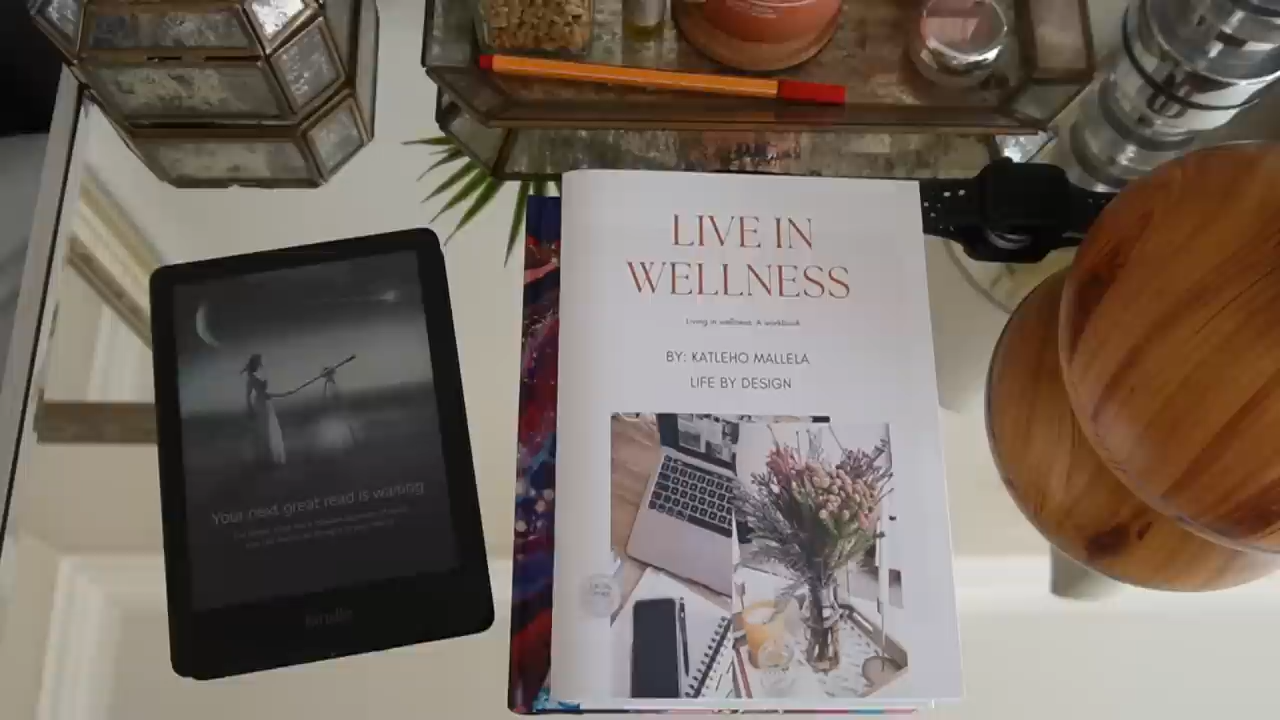 LIVE IN
WELLNESS
Living in wellness: A workbook
BY: KATLEHO MALLELA
LIFE BY DESIGN
Your next great read is waiting
kindle